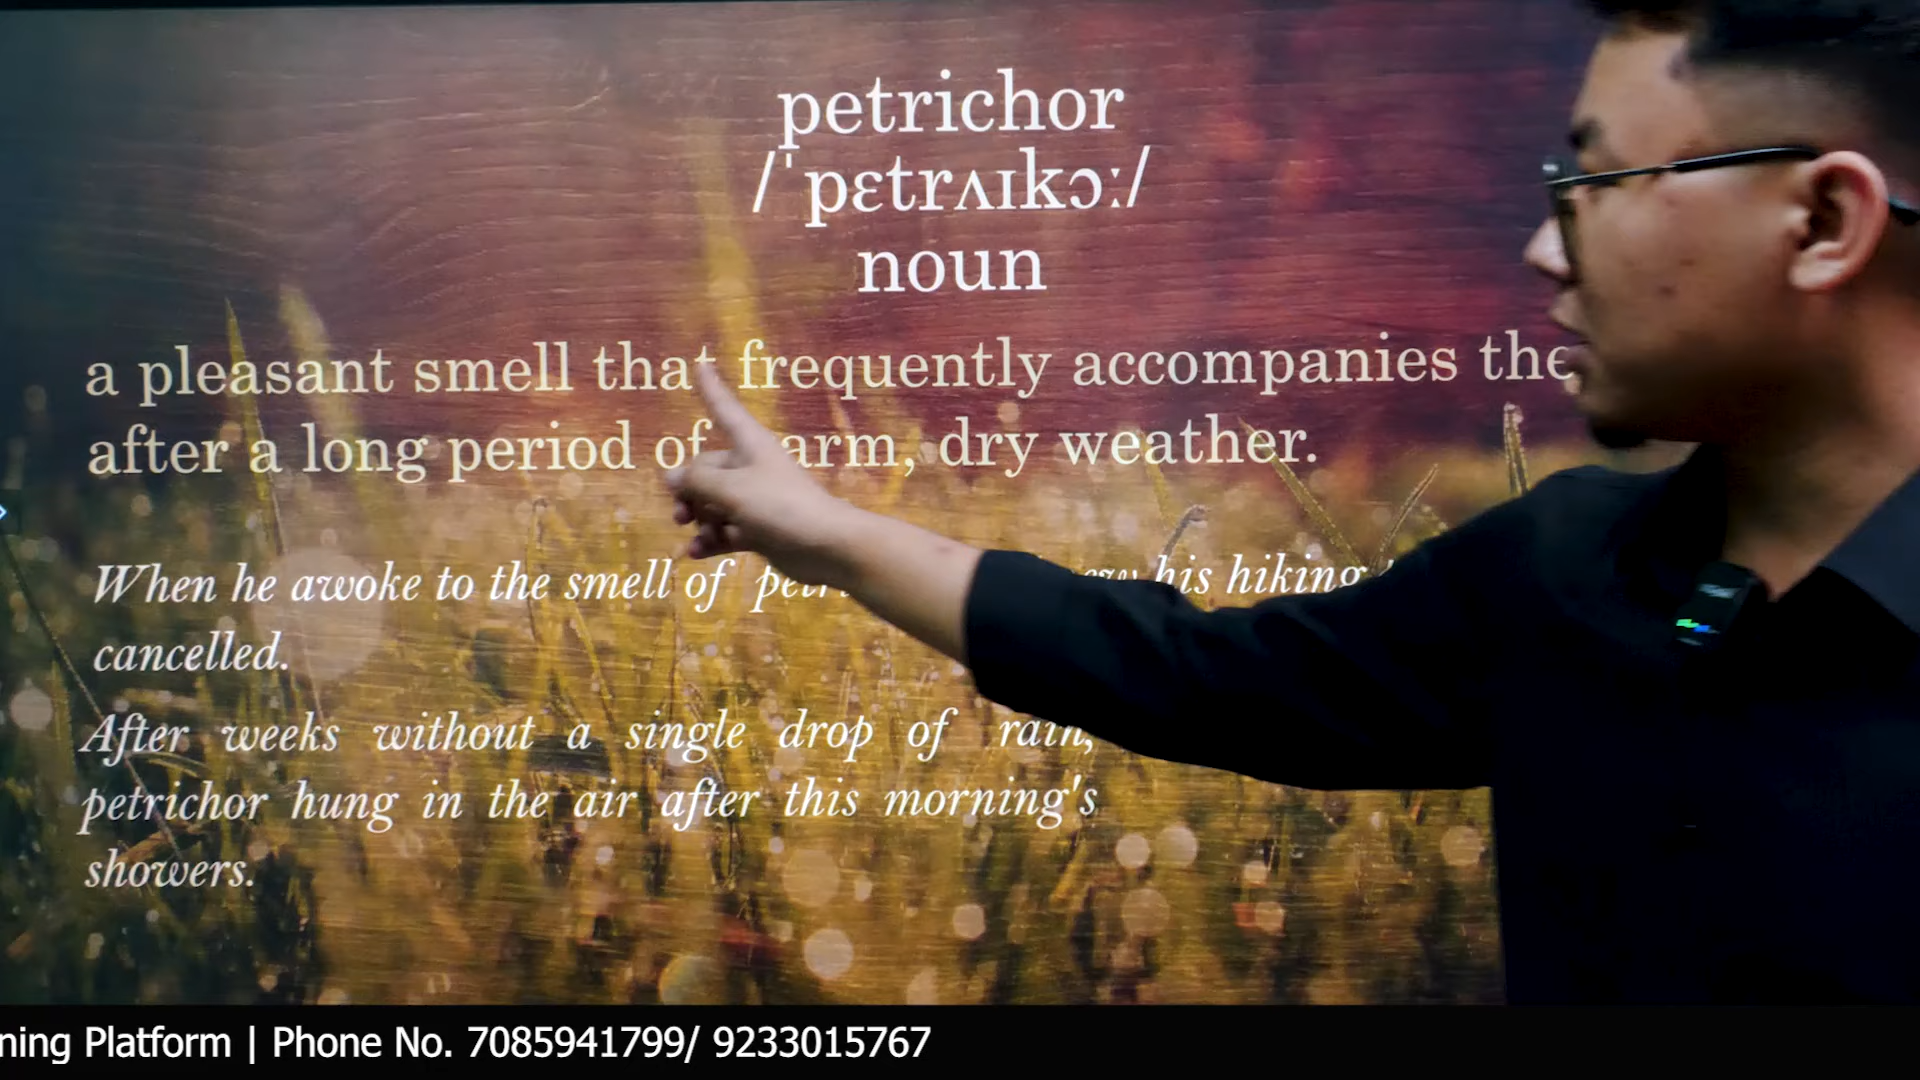 petrichor
/ˈpɛtrʌɪkɔː/
noun
a pleasant smell that frequently accompanies the
after a long period of warm, dry weather.
When he awoke to the smell of his hiking
cancelled.
After weeks without a single drop of rain,
petrichor hung in the air after this morning's
showers.
ning Platform | Phone No. 7085941799/ 9233015767